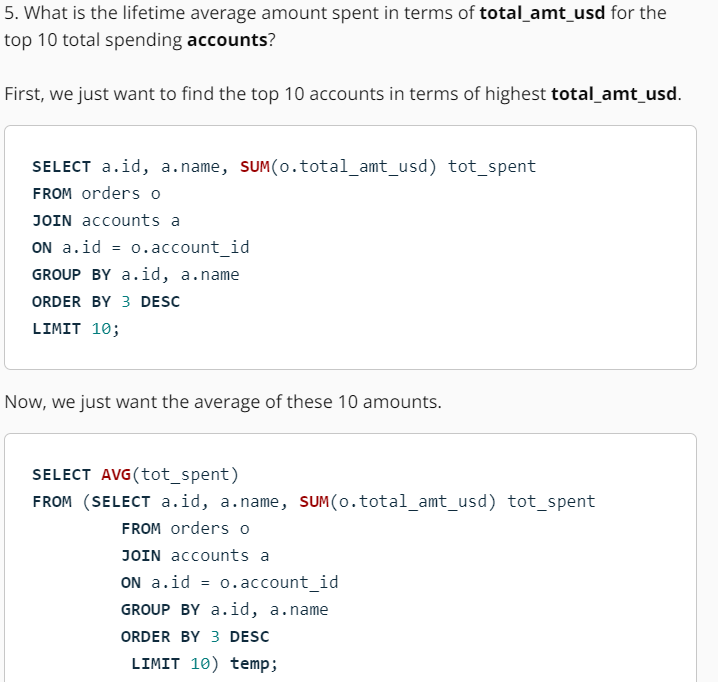 5. What is the lifetime average amount spent in terms of total_amt_usd for the
top 10 total spending accounts?
First, we just want to find the top 10 accounts in terms of highest total_amt_usd.
SELECT a.id, a.name, SUM(o.total_amt_usd) tot_spent
FROM orders o
JOIN accounts a
ON a.id = o.account_id
GROUP BY a.id, a.name
ORDER BY 3 DESC
LIMIT 10;
Now, we just want the average of these 10 amounts.
SELECT AVG(tot_spent)
FROM (SELECT a.id, a.name, SUM(o.total_amt_usd) tot_spent
FROM orders o
JOIN accounts a
ON a.id = o.account_id
GROUP BY a.id, a.name
ORDER BY 3 DESC
LIMIT 10) temp;